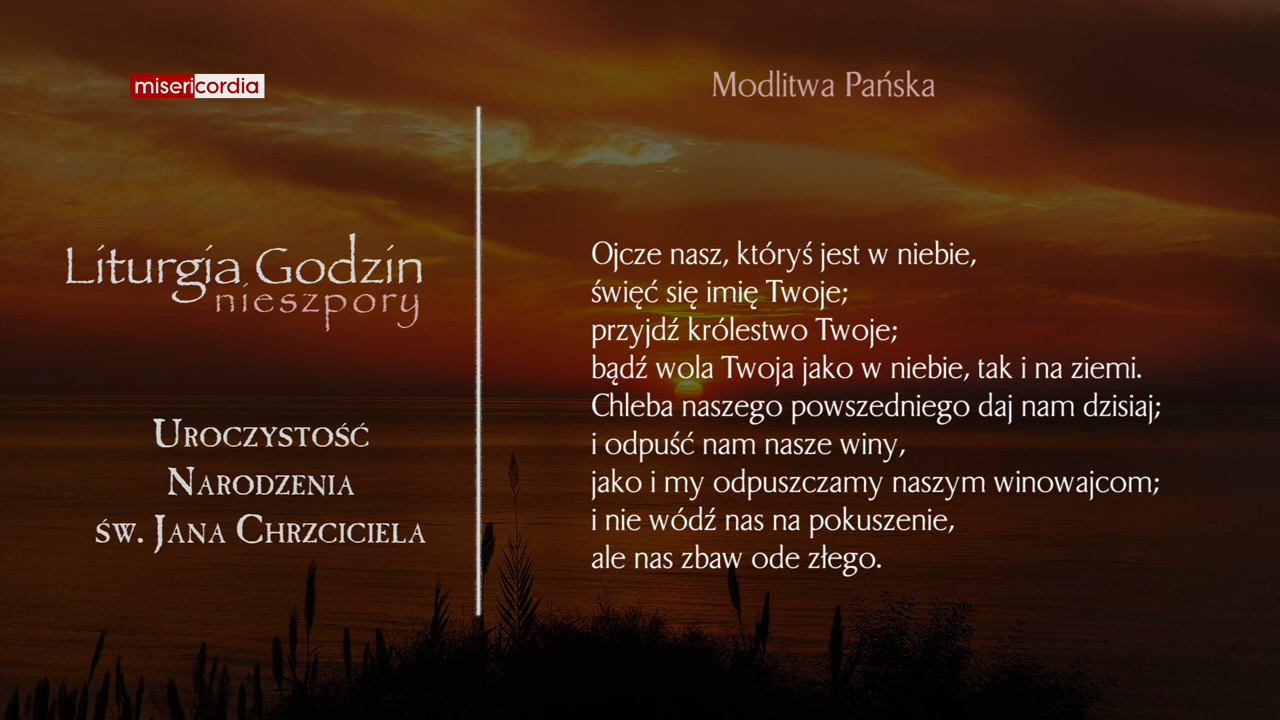 misericordia
Liturgia Godzin
nieszpory
Uroczystość
Narodzenia
św. Jana Chrzciciela
Modlitwa Pańska
Ojcze nasz, któryś jest w niebie,
święć się imię Twoje;
przyjdź królestwo Twoje;
bądź wola Twoja jako w niebie, tak i na ziemi.
Chleba naszego powszedniego daj nam dzisiaj;
i odpuść nam nasze winy,
jako i my odpuszczamy naszym winowajcom;
i nie wódź nas na pokuszenie,
ale nas zbaw ode złego.